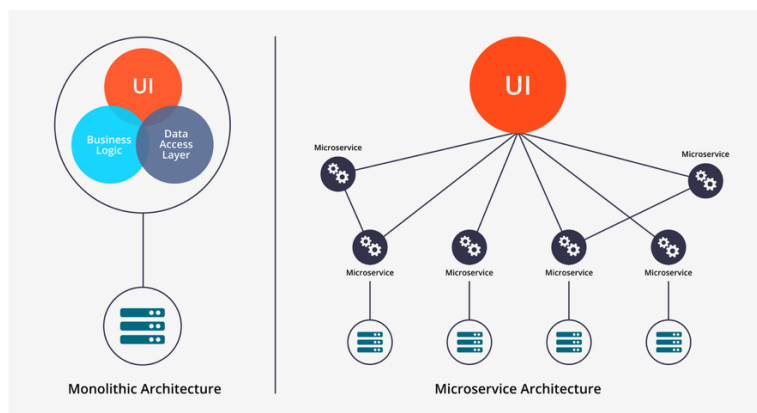 UI
Business
Logic
Data
Access
Layer
Monolithic Architecture
UI
Microservice
Microservice
Microservice
Microservice
Microservice
Microservice
Microservice Architecture